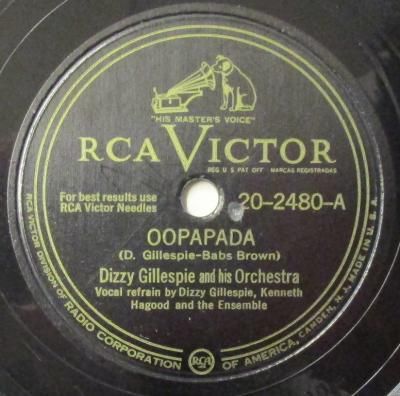 "HIS MASTER'S VOICE"
RCA VICTOR
REG U S PAT OFF MARCAS REGISTRADAS
For best results use
RCA Victor Needles
20-2480-A
OOPAPADA
(D. Gillespie-Babs Brown)
Dizzy Gillespie and his Orchestra
Vocal refrain by Dizzy Gillespie, Kenneth
Hagood and the Ensemble
RCA VICTOR DIVISION OF RADIO CORPORATION RCA OF AMERICA, CAMDEN, N. J. MADE IN U. S. A.